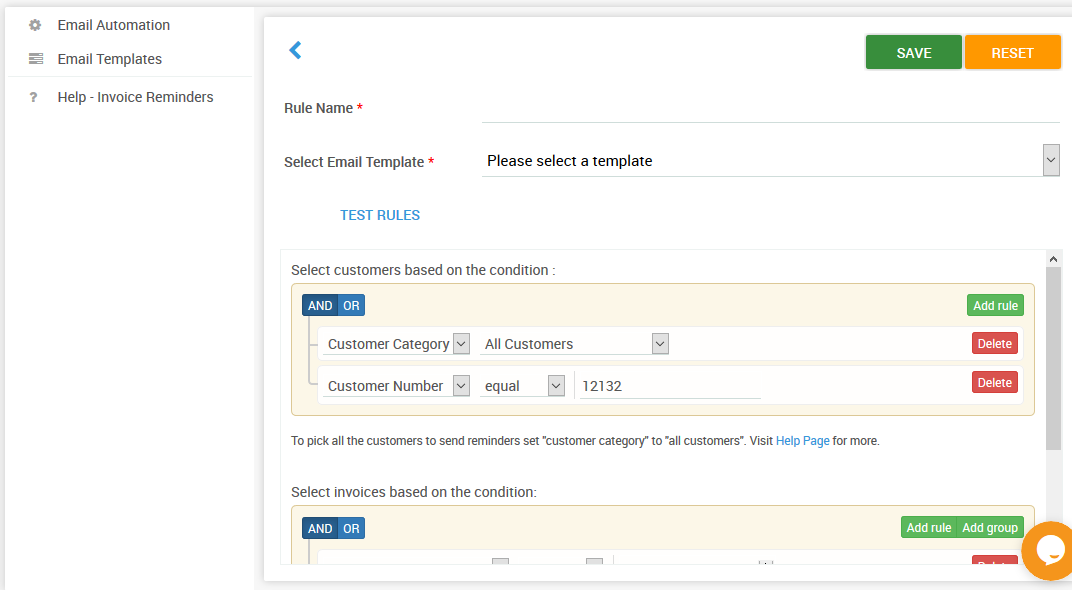 Email Automation
Email Templates
? Help - Invoice Reminders
SAVE RESET
Rule Name *
Select Email Template * Please select a template
TEST RULES
Select customers based on the condition :
AND OR Add rule
Customer Category All Customers Delete
Customer Number equal 12132 Delete
To pick all the customers to send reminders set "customer category" to "all customers". Visit Help Page for more.
Select invoices based on the condition:
AND OR Add rule Add group